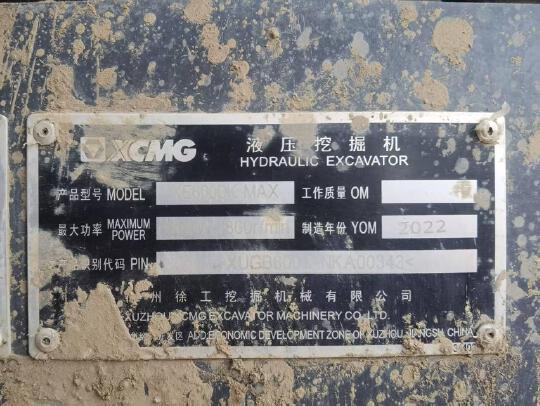 XCMG 液压挖掘机
HYDRAULIC EXCAVATOR
产品型号 MODEL 工作质量 OM
最大功率 MAXIMUM POWER 制造年份 YOM 2022
别代码 PIN
州徐工挖掘机械有限公司
XUZHOU XCMG EXCAVATOR MACHINERY CO.,LTD.
发区 ADD:ECONOMIC DEVELOPMENT ZONE OF XUZHOU, JIANGSU, CHINA